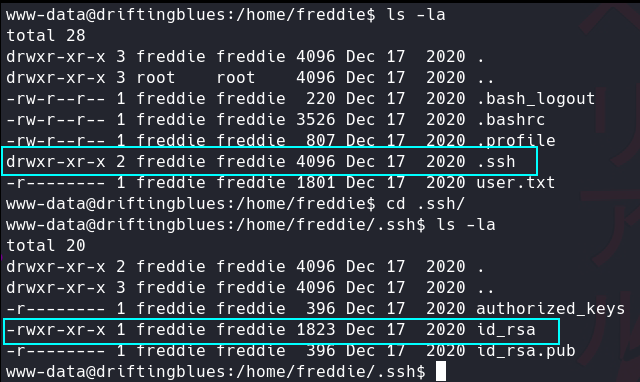 www-data@driftingblues:/home/freddie$ ls -la
total 28
drwxr-xr-x 3 freddie freddie 4096 Dec 17  2020 .
drwxr-xr-x 3 root    root    4096 Dec 17  2020 ..
-rw-r--r-- 1 freddie freddie  220 Dec 17  2020 .bash_logout
-rw-r--r-- 1 freddie freddie 3526 Dec 17  2020 .bashrc
-rw-r--r-- 1 freddie freddie  807 Dec 17  2020 .profile
drwxr-xr-x 2 freddie freddie 4096 Dec 17  2020 .ssh
-r-------- 1 freddie freddie 1801 Dec 17  2020 user.txt
www-data@driftingblues:/home/freddie$ cd .ssh/
www-data@driftingblues:/home/freddie/.ssh$ ls -la
total 20
drwxr-xr-x 2 freddie freddie 4096 Dec 17  2020 .
drwxr-xr-x 3 freddie freddie 4096 Dec 17  2020 ..
-r-------- 1 freddie freddie  396 Dec 17  2020 authorized_keys
-rwxr-xr-x 1 freddie freddie 1823 Dec 17  2020 id_rsa
-r-------- 1 freddie freddie  396 Dec 17  2020 id_rsa.pub
www-data@driftingblues:/home/freddie/.ssh$